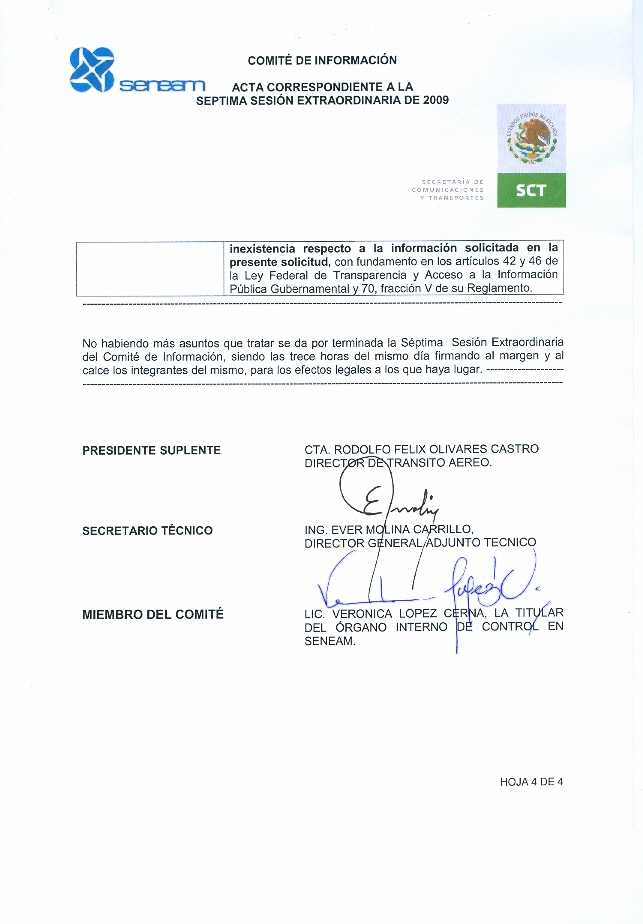 COMITÉ DE INFORMACIÓN
seneam
ACTA CORRESPONDIENTE A LA
SEPTIMA SESIÓN EXTRAORDINARIA DE 2009
ESTADOS UNIDOS MEXICANOS
SECRETARÍA DE
COMUNICACIONES
Y TRANSPORTES
SCT
inexistencia respecto a la información solicitada en la
presente solicitud, con fundamento en los artículos 42 y 46 de
la Ley Federal de Transparencia y Acceso a la Información
Pública Gubernamental y 70, fracción V de su Reglamento.
No habiendo más asuntos que tratar se da por terminada la Séptima Sesión Extraordinaria
del Comité de Información, siendo las trece horas del mismo día firmando al margen y al
calce los integrantes del mismo, para los efectos legales a los que haya lugar. --------------------
PRESIDENTE SUPLENTE
CTA. RODOLFO FELIX OLIVARES CASTRO
DIRECTOR DE TRANSITO AEREO.
SECRETARIO TÉCNICO
ING. EVER MOLINA CARRILLO,
DIRECTOR GENERAL ADJUNTO TECNICO
MIEMBRO DEL COMITÉ
LIC. VERONICA LOPEZ CERNA, LA TITULAR
DEL ÓRGANO INTERNO DE CONTROL EN
SENEAM.
HOJA 4 DE 4